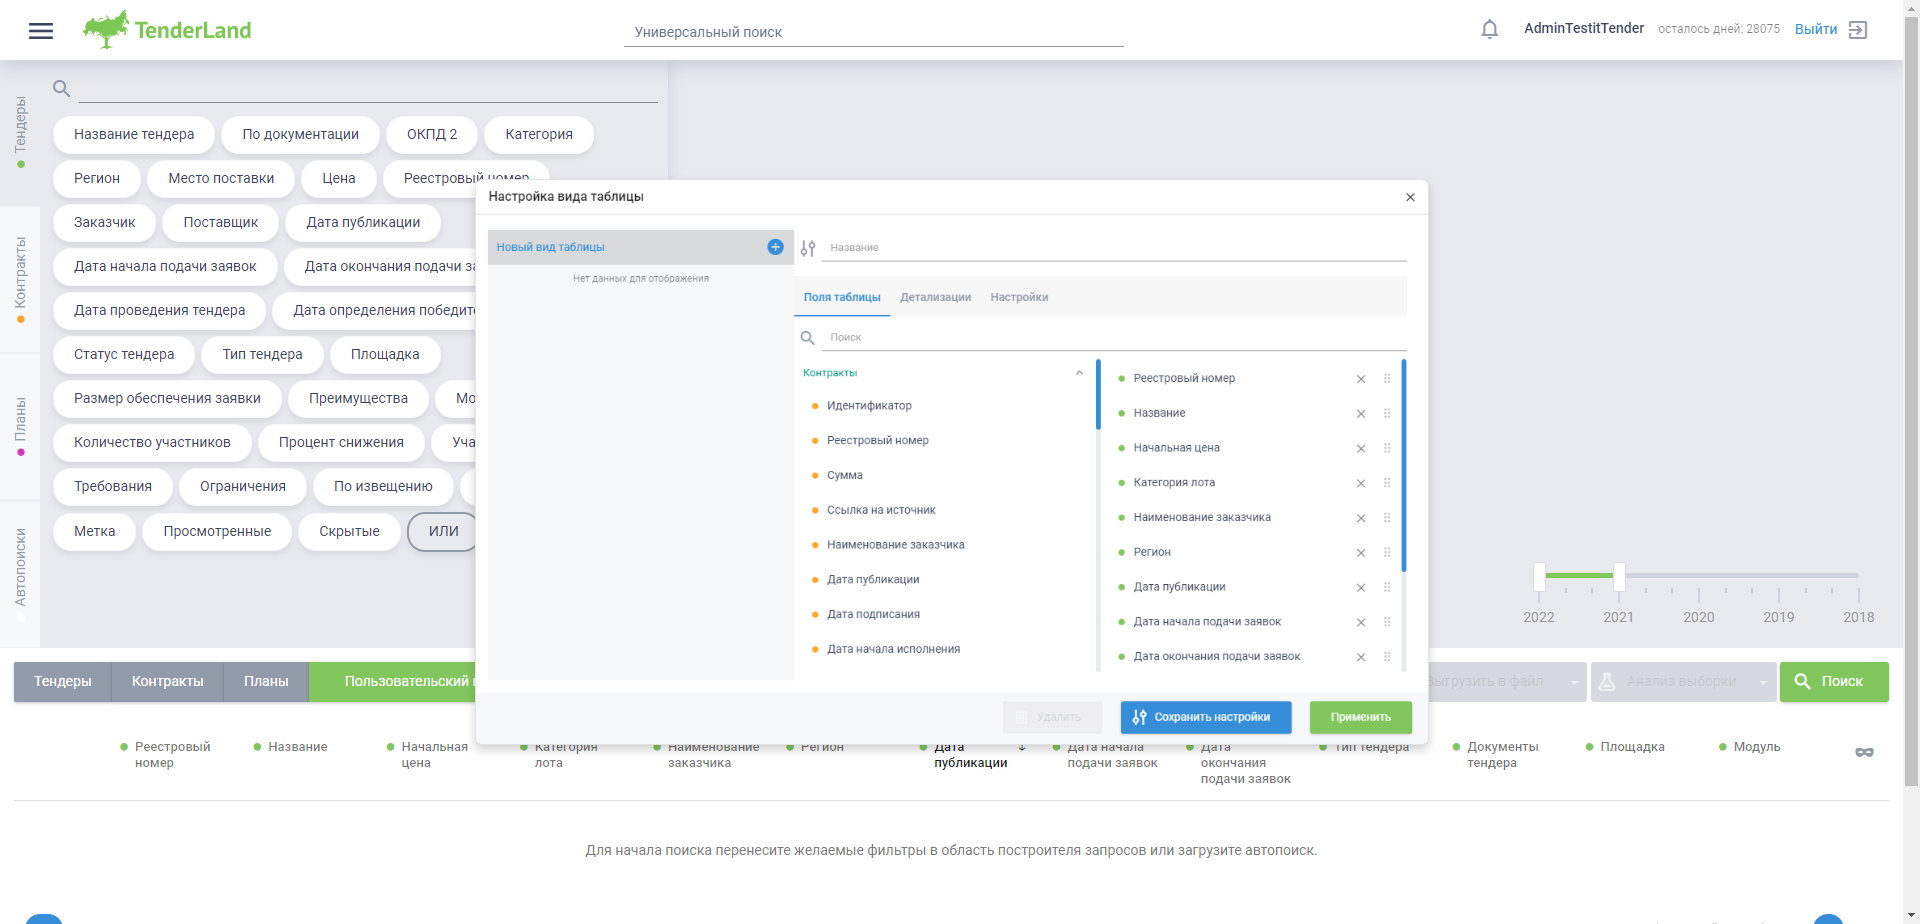 TenderLand
Универсальный поиск
AdminTestitTender
осталось дней: 28075
Выйти
Тендеры
Контракты
Планы
Автопоиски
Название тендера
По документации
ОКПД 2
Категория
Регион
Место поставки
Цена
Реестровый номер
Заказчик
Поставщик
Дата публикации
Дата начала подачи заявок
Дата окончания подачи за
Дата проведения тендера
Дата определения победит
Статус тендера
Тип тендера
Площадка
Размер обеспечения заявки
Преимущества
Мо
Количество участников
Процент снижения
Уча
Требования
Ограничения
По извещению
Метка
Просмотренные
Скрытые
ИЛИ
Настройка вида таблицы
Новый вид таблицы
Нет данных для отображения
Название
Поля таблицы
Детализации
Настройки
Поиск
Контракты
Идентификатор
Реестровый номер
Сумма
Ссылка на источник
Наименование заказчика
Дата публикации
Дата подписания
Дата начала исполнения
Реестровый номер
Название
Начальная цена
Категория лота
Наименование заказчика
Регион
Дата публикации
Дата начала подачи заявок
Дата окончания подачи заявок
Удалить
Сохранить настройки
Применить
2022
2021
2020
2019
2018
Тендеры
Контракты
Планы
Пользовательский
Выгрузить в файл
Анализ выборки
Поиск
Реестровый
номер
Название
Начальная
цена
Категория
лота
Наименование
заказчика
Регион
Дата
публикации
Дата начала
подачи заявок
Дата
окончания
подачи заявок
Тип тендера
Документы
тендера
Площадка
Модуль
Для начала поиска перенесите желаемые фильтры в область построителя запросов или загрузите автопоиск.